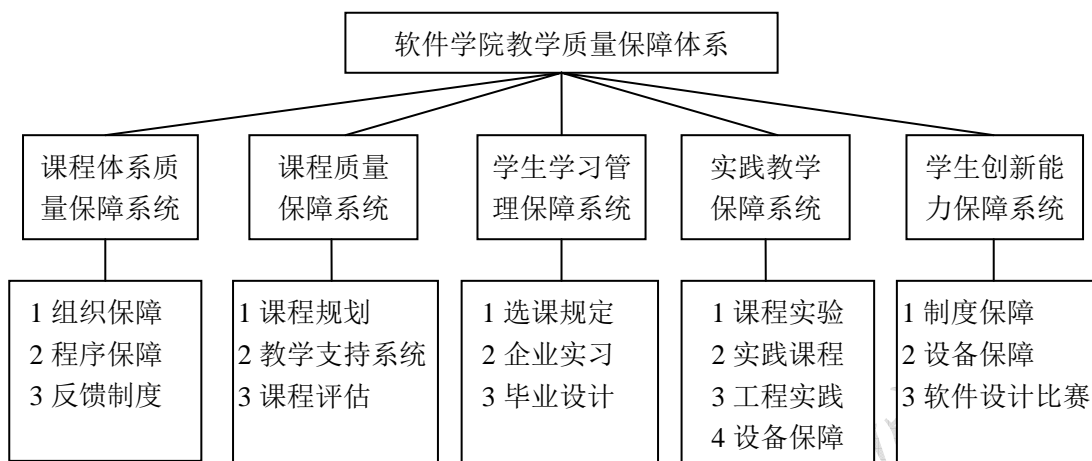 软件学院教学质量保障体系
课程体系质
量保障系统
课程质量
保障系统
学生学习管
理保障系统
实践教学
保障系统
学生创新能
力保障系统
1 组织保障
2 程序保障
3 反馈制度
1 课程规划
2 教学支持系统
3 课程评估
1 选课规定
2 企业实习
3 毕业设计
1 课程实验
2 实践课程
3 工程实践
4 设备保障
1 制度保障
2 设备保障
3 软件设计比赛